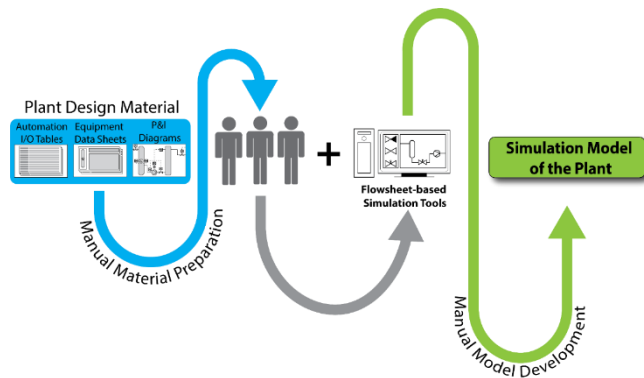 Plant Design Material
Automation
I/O Tables
Equipment
Data Sheets
P&I
Diagrams
Manual Material Preparation
+
Flowsheet-based
Simulation Tools
Manual Model Development
Simulation Model
of the Plant